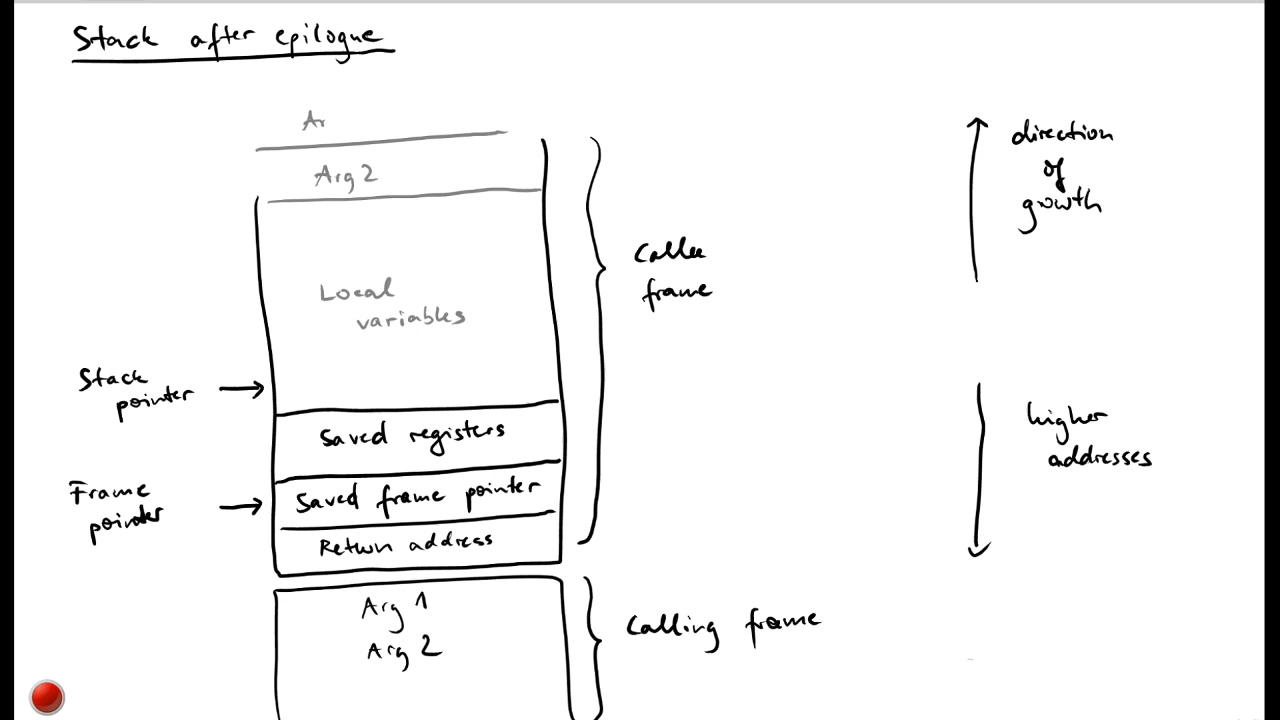 Stack after epilogue
Ar
Arg 2
Local
variables
Saved registers
Saved frame pointer
Return address
Arg 1
Arg 2
Stack
pointer
Frame
pointer
Callee
frame
Calling frame
direction
of
growth
higher
addresses